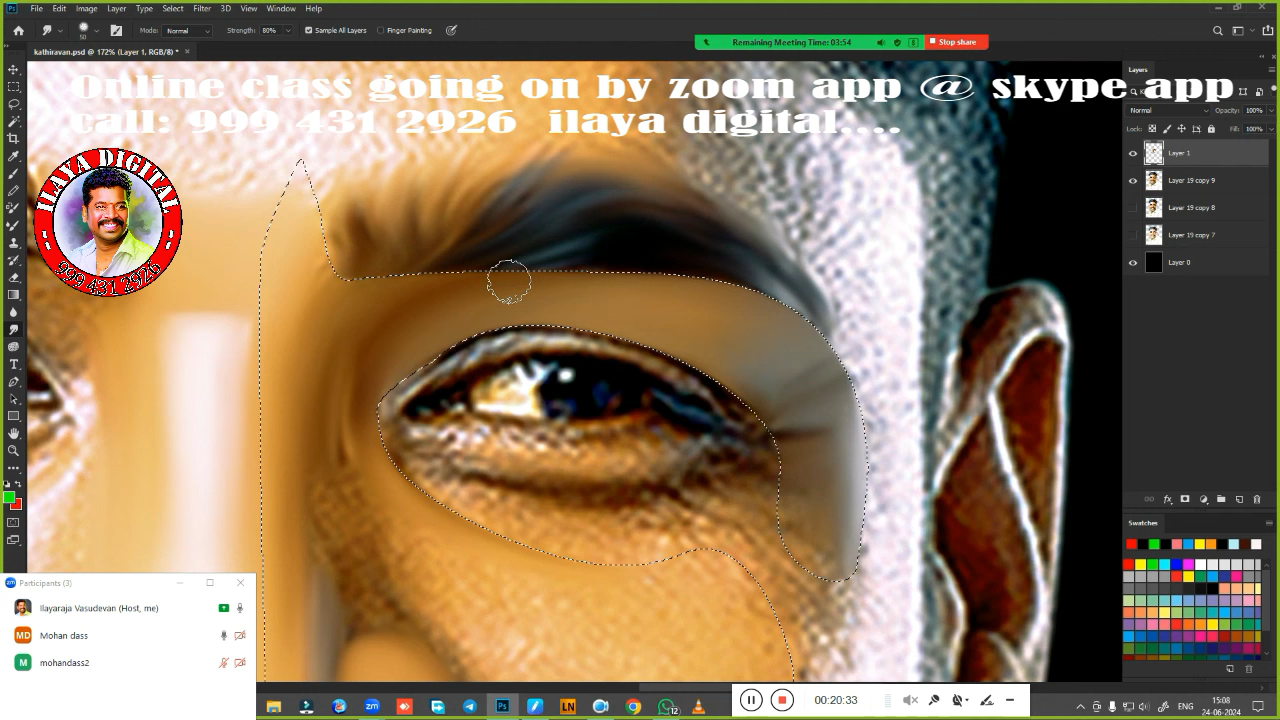 File Edit Image Layer Type Select Filter 3D View Window Help
Mode: Normal Strength: 80% Sample All Layers Finger Painting
50
kathiravan.psd @ 172% (Layer 1, RGB/8) * ×
Remaining Meeting Time: 03:54 Stop share
Online class going on by zoom app @ skype app
call: 999 431 2926 ilaya digital....
ILAYA DIGITAL
999 431 2926
Layers
Normal Opacity: 100%
Lock: Fill: 100%
Layer 1
Layer 19 copy 9
Layer 19 copy 8
Layer 19 copy 7
Layer 0
Swatches
Participants (3)
Ilayaraja Vasudevan (Host, me)
MD Mohan dass
M mohandass2
00:20:33
12
ENG
15:08
24-06-2024